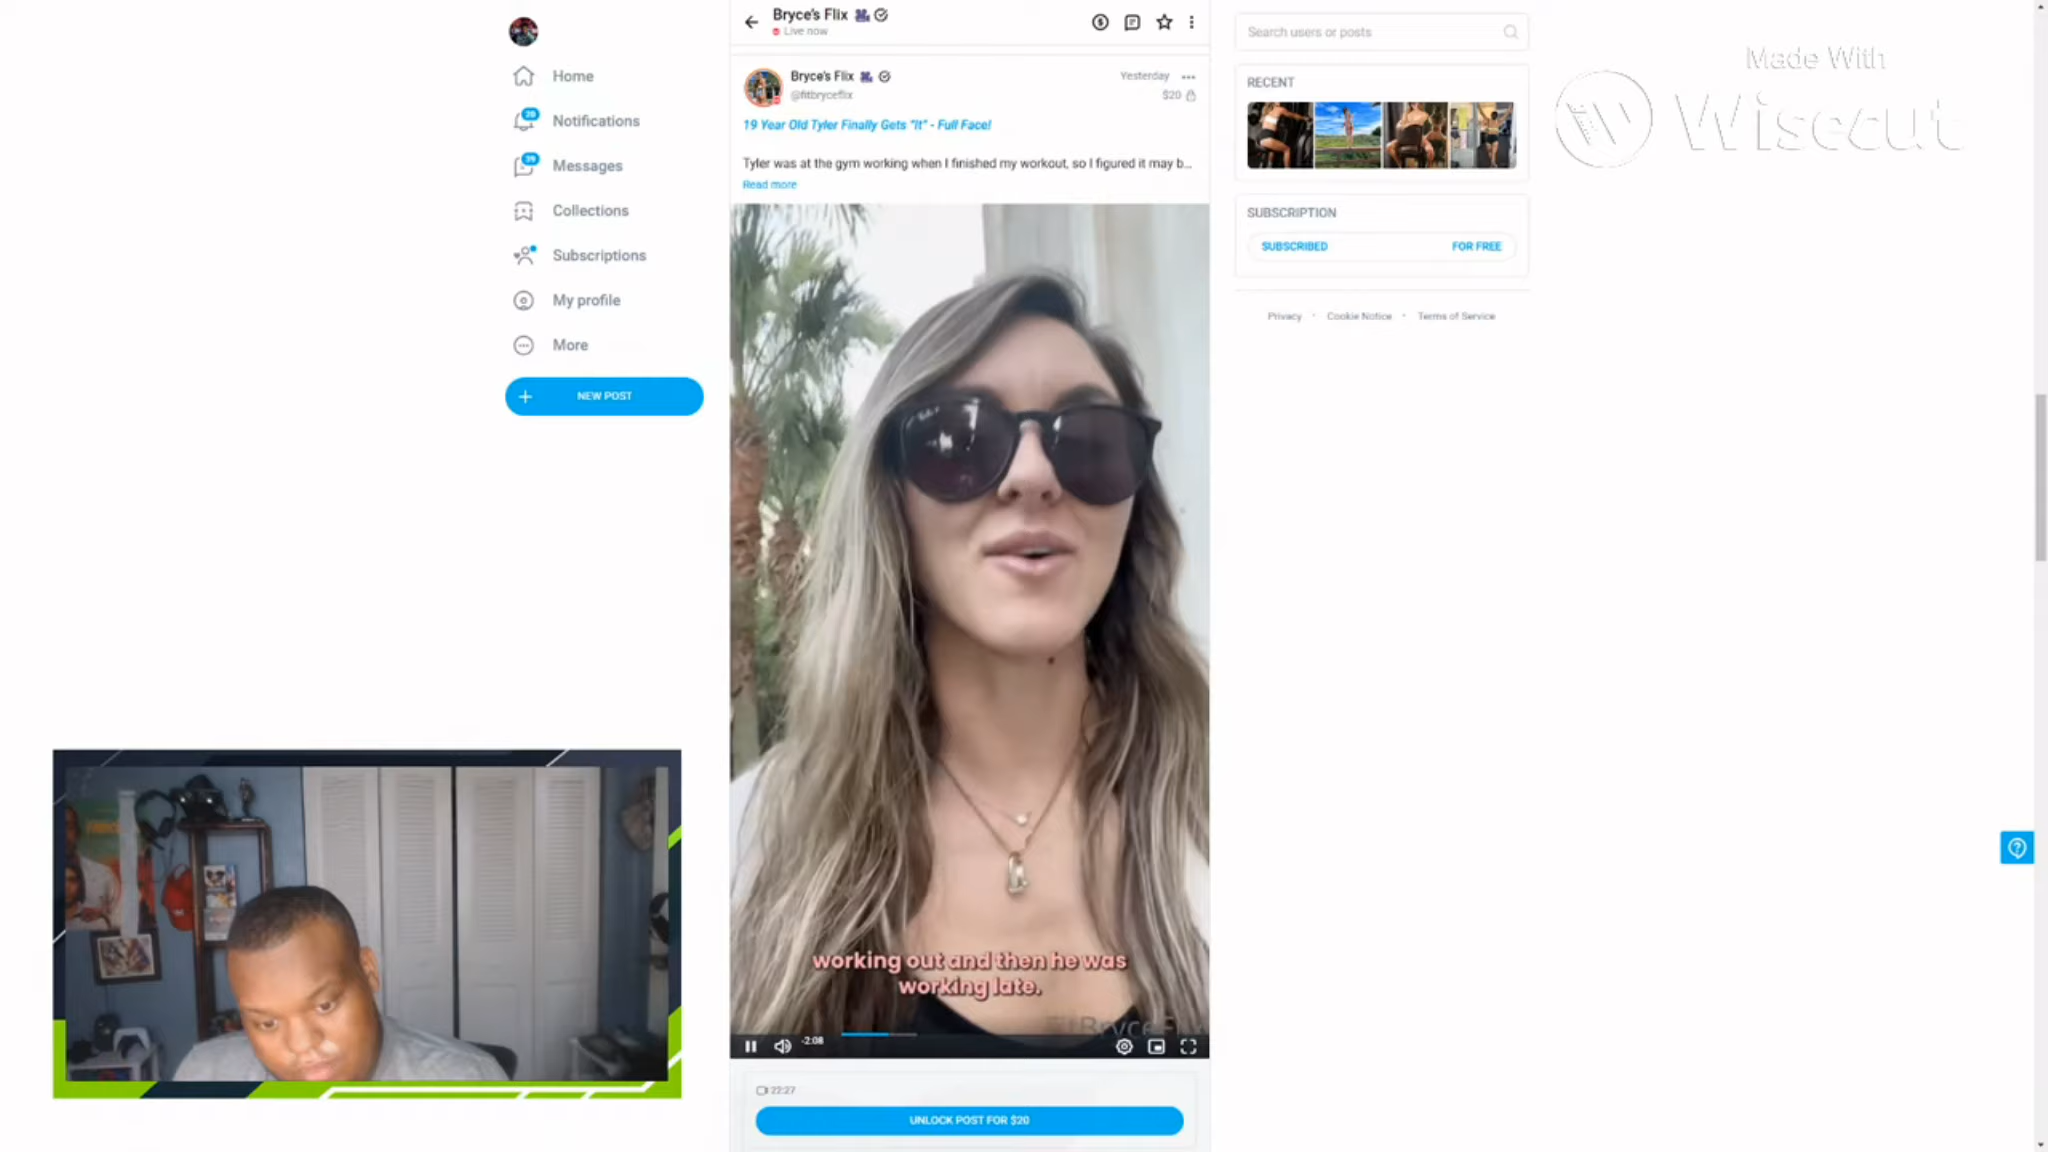 Home
20
Notifications
39
Messages
Collections
Subscriptions
My profile
More
NEW POST
Bryce's Flix
Live now
Bryce's Flix
@fitbryceflix
Yesterday
$20
19 Year Old Tyler Finally Gets "It" - Full Face!
Tyler was at the gym working when I finished my workout, so I figured it may b...
Read more
working out and then he was
working late.
FitBryceFlix
-2:08
22:27
UNLOCK POST FOR $20
Search users or posts
RECENT
SUBSCRIPTION
SUBSCRIBED
FOR FREE
Privacy · Cookie Notice · Terms of Service
Made With
Wisecut